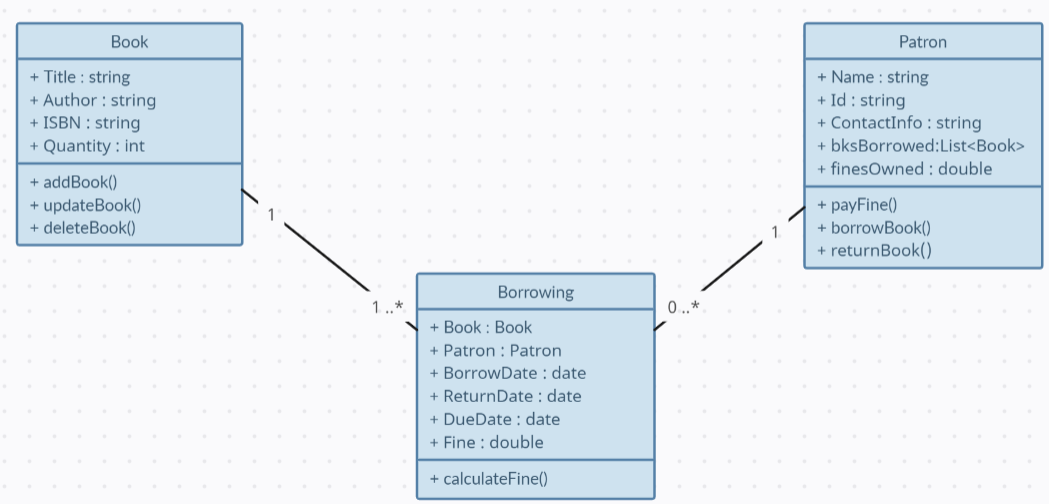 Book
+ Title : string
+ Author : string
+ ISBN : string
+ Quantity : int
+ addBook()
+ updateBook()
+ deleteBook()
Patron
+ Name : string
+ Id : string
+ ContactInfo : string
+ bksBorrowed:List<Book>
+ finesOwned : double
+ payFine()
+ borrowBook()
+ returnBook()
1
1
1 ..*
0 ..*
Borrowing
+ Book : Book
+ Patron : Patron
+ BorrowDate : date
+ ReturnDate : date
+ DueDate : date
+ Fine : double
+ calculateFine()